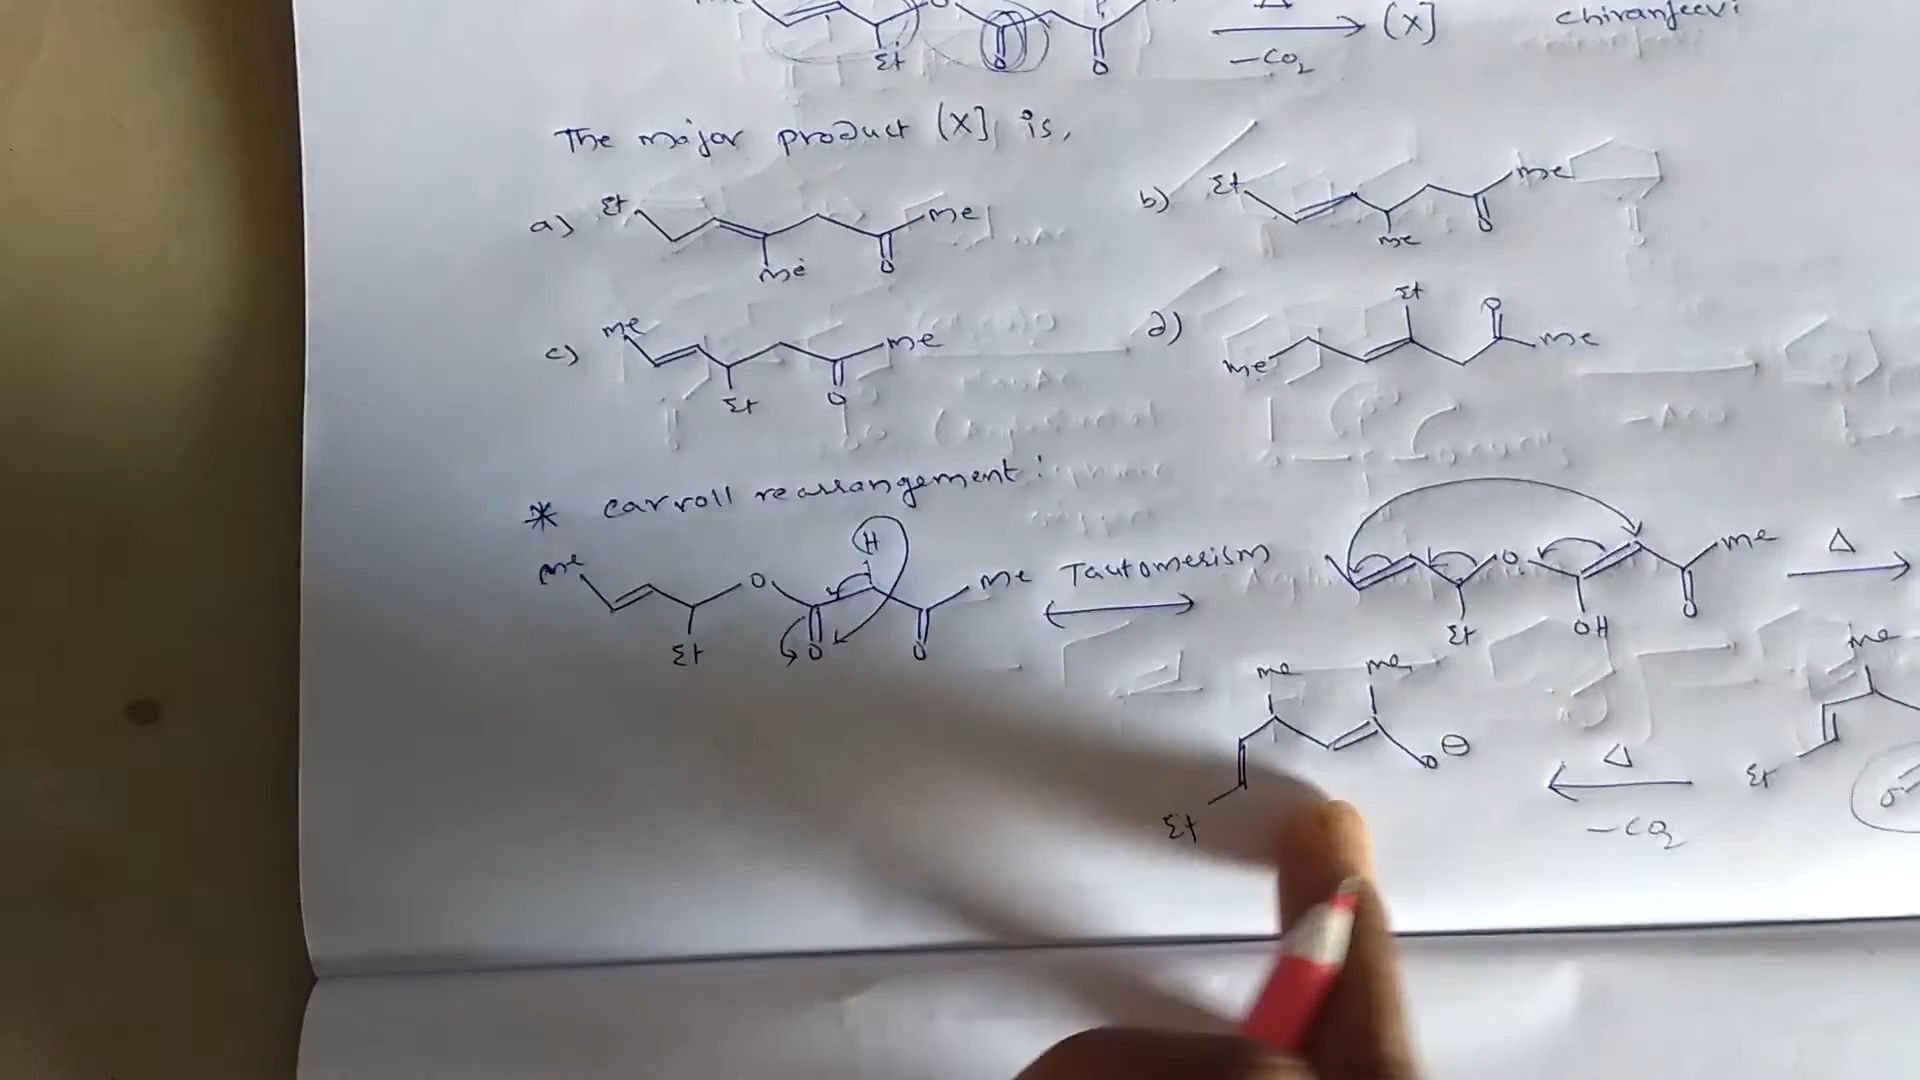 Et O O Δ (X] chiranjeevi
-CO2
The major product (X] is,
a) Et Me Me O
b) Et Me Me O
c) Me Et Me O
d) Me Et O Me
* carroll rearrangement:
Me Et O O H O Me Tautomerism Et O OH O Me Δ
Et Me Me O ⊖ Δ -CO2 Et Me O